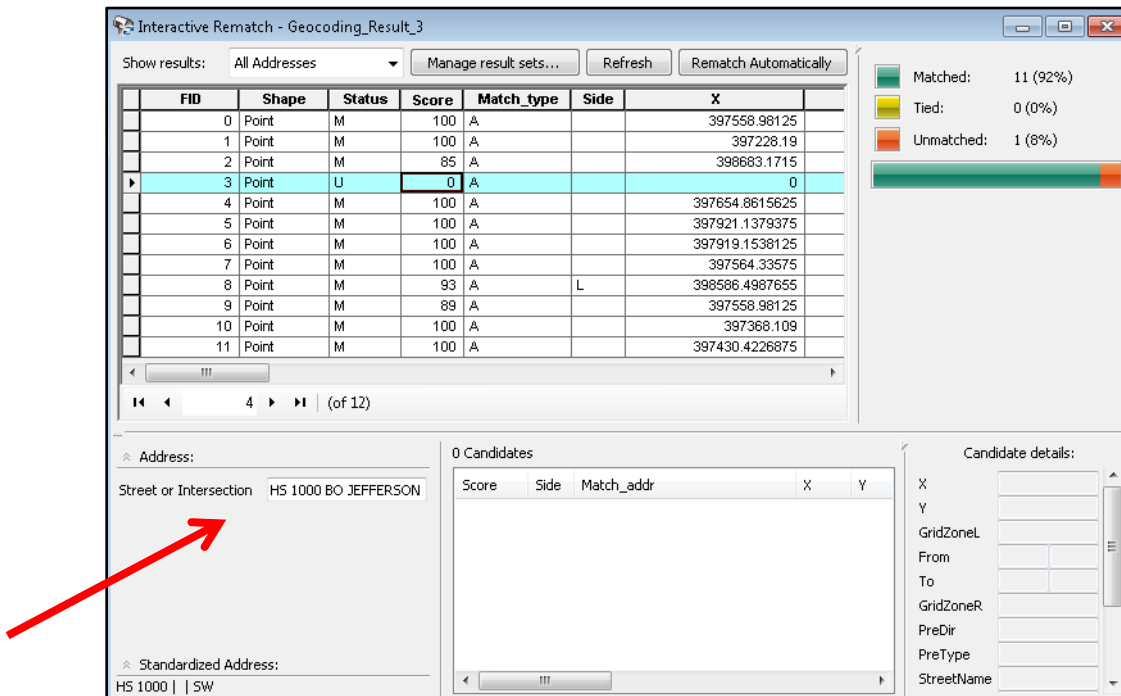 Interactive Rematch - Geocoding_Result_3
Show results: All Addresses Manage result sets... Refresh Rematch Automatically
FID Shape Status Score Match_type Side X
0 Point M 100 A 397558.98125
1 Point M 100 A 397228.19
2 Point M 85 A 398683.1715
3 Point U 0 A 0
4 Point M 100 A 397654.8615625
5 Point M 100 A 397921.1379375
6 Point M 100 A 397919.1538125
7 Point M 100 A 397564.33575
8 Point M 93 A L 398586.4987655
9 Point M 89 A 397558.98125
10 Point M 100 A 397368.109
11 Point M 100 A 397430.4226875
4 (of 12)
Matched: 11 (92%)
Tied: 0 (0%)
Unmatched: 1 (8%)
Address:
Street or Intersection HS 1000 BO JEFFERSON
Standardized Address:
HS 1000 | | SW
0 Candidates
Score Side Match_addr X Y
Candidate details:
X
Y
GridZoneL
From
To
GridZoneR
PreDir
PreType
StreetName